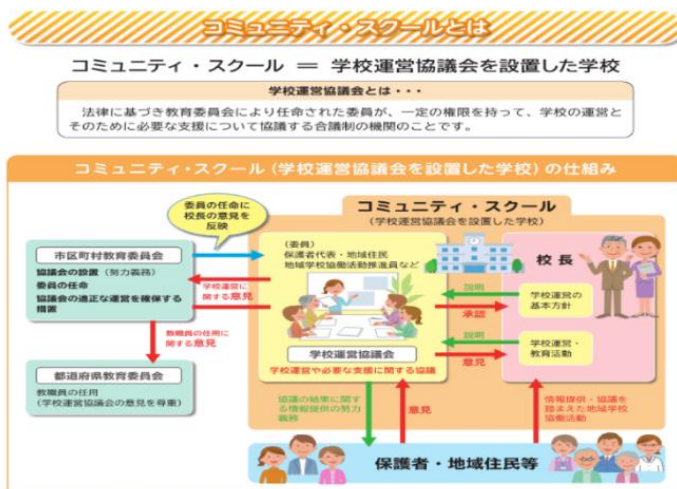 コミュニティ・スクールとは
コミュニティ・スクール ＝ 学校運営協議会を設置した学校
学校運営協議会とは・・・
法律に基づき教育委員会により任命された委員が、一定の権限を持って、学校の運営と
そのために必要な支援について協議する合議制の機関のことです。
コミュニティ・スクール（学校運営協議会を設置した学校）の仕組み
委員の任命に
校長の意見を
反映
コミュニティ・スクール
（学校運営協議会を設置した学校）
市区町村教育委員会
協議会の設置（努力義務）
委員の任命
協議会の適正な運営を確保する
措置
学校運営に
関する意見
（委員）
保護者代表・地域住民
地域学校協働活動推進員など
校 長
説明
承認
学校運営の
基本方針
説明
意見
学校運営・
教育活動
学校運営協議会
学校運営や必要な支援に関する協議
教職員の任用に
関する意見
都道府県教育委員会
教職員の任用
（学校運営協議会の意見を尊重）
協議の結果に関す
る情報提供の努力
義務
意見
情報提供・協議を
踏まえた地域学校
協働活動
保護者・地域住民等